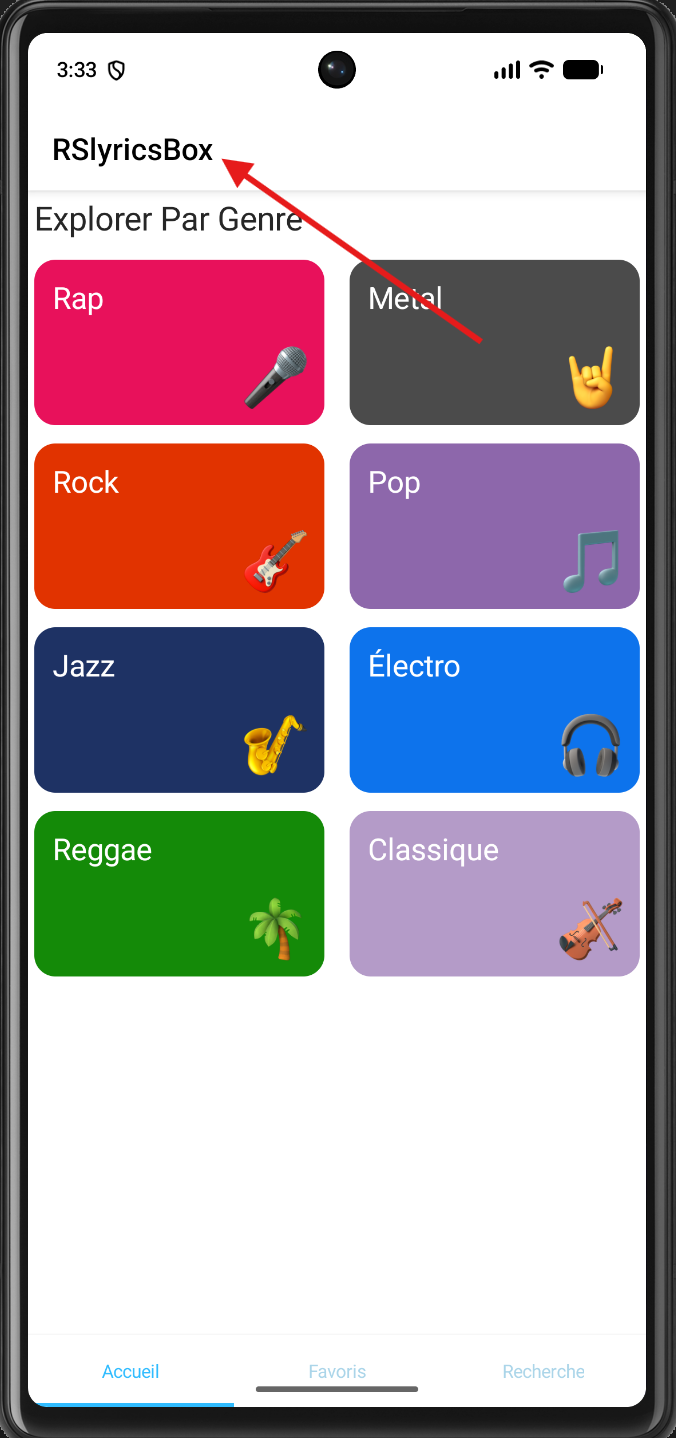 3:33
RSlyricsBox
Explorer Par Genre
Rap
Metal
Rock
Pop
Jazz
Électro
Reggae
Classique
Accueil
Favoris
Recherche